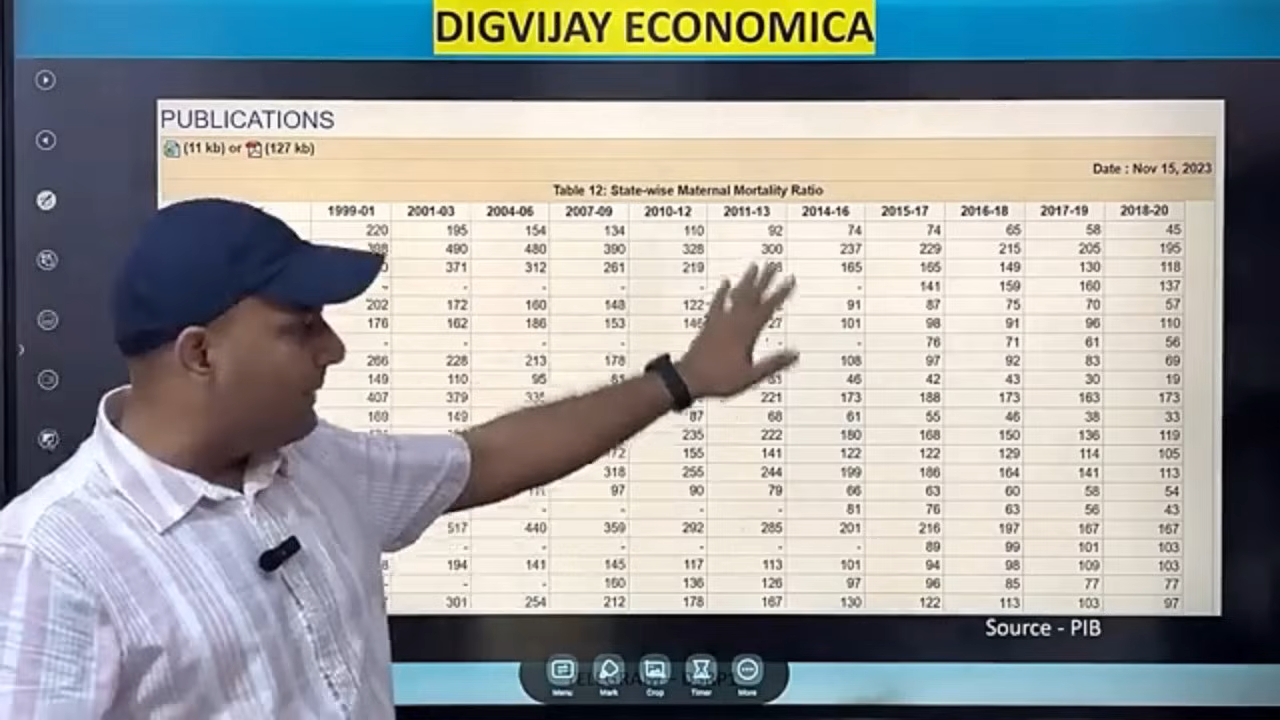 DIGVIJAY ECONOMICA
PUBLICATIONS
(11 kb) or (127 kb)
Date : Nov 15, 2023
Table 12: State-wise Maternal Mortality Ratio
1999-01 2001-03 2004-06 2007-09 2010-12 2011-13 2014-16 2015-17 2016-18 2017-19 2018-20
220 195 154 134 110 92 74 74 65 58 45
398 490 480 390 328 300 237 229 215 205 195
371 312 261 219 165 165 149 130 118
- - - - - - 141 159 160 137
202 172 160 148 122 91 87 75 70 57
176 162 186 153 146 27 101 98 91 96 110
- - - - - - 76 71 61 56
266 228 213 178 108 97 92 83 69
149 110 95 81 46 42 43 30 19
407 379 221 173 188 173 163 173
169 149 87 68 61 55 46 38 33
235 222 180 168 150 136 119
72 155 141 122 122 129 114 105
318 255 244 199 186 164 141 113
97 90 79 66 63 60 58 54
- - - - 81 76 63 56 43
517 440 359 292 285 201 216 197 167 167
- - - - - - 89 99 101 103
8 194 141 145 117 113 101 94 98 109 103
- - 160 136 126 97 96 85 77 77
301 254 212 178 167 130 122 113 103 97
Source - PIB
Menu Mark Crop Timer More